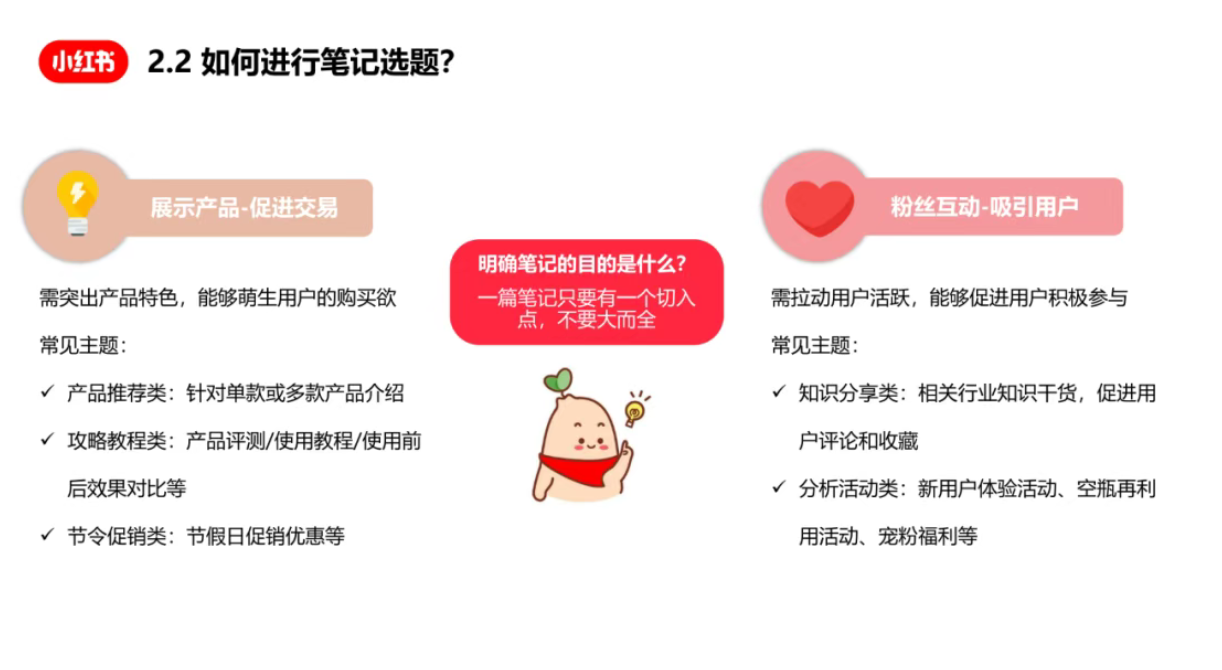 小红书
2.2 如何进行笔记选题？
展示产品-促进交易
需突出产品特色，能够萌生用户的购买欲
常见主题：
✓ 产品推荐类：针对单款或多款产品介绍
✓ 攻略教程类：产品评测/使用教程/使用前
后效果对比等
✓ 节令促销类：节假日促销优惠等
明确笔记的目的是什么？
一篇笔记只要有一个切入
点，不要大而全
粉丝互动-吸引用户
需拉动用户活跃，能够促进用户积极参与
常见主题：
✓ 知识分享类：相关行业知识干货，促进用
户评论和收藏
✓ 分析活动类：新用户体验活动、空瓶再利
用活动、宠粉福利等